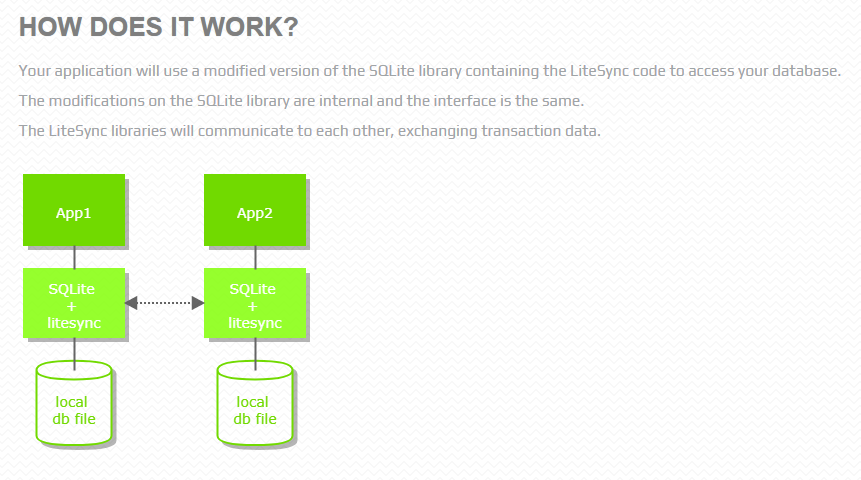 HOW DOES IT WORK?
Your application will use a modified version of the SQLite library containing the LiteSync code to access your database.
The modifications on the SQLite library are internal and the interface is the same.
The LiteSync libraries will communicate to each other, exchanging transaction data.
App1
App2
SQLite
+
litesync
SQLite
+
litesync
local
db file
local
db file